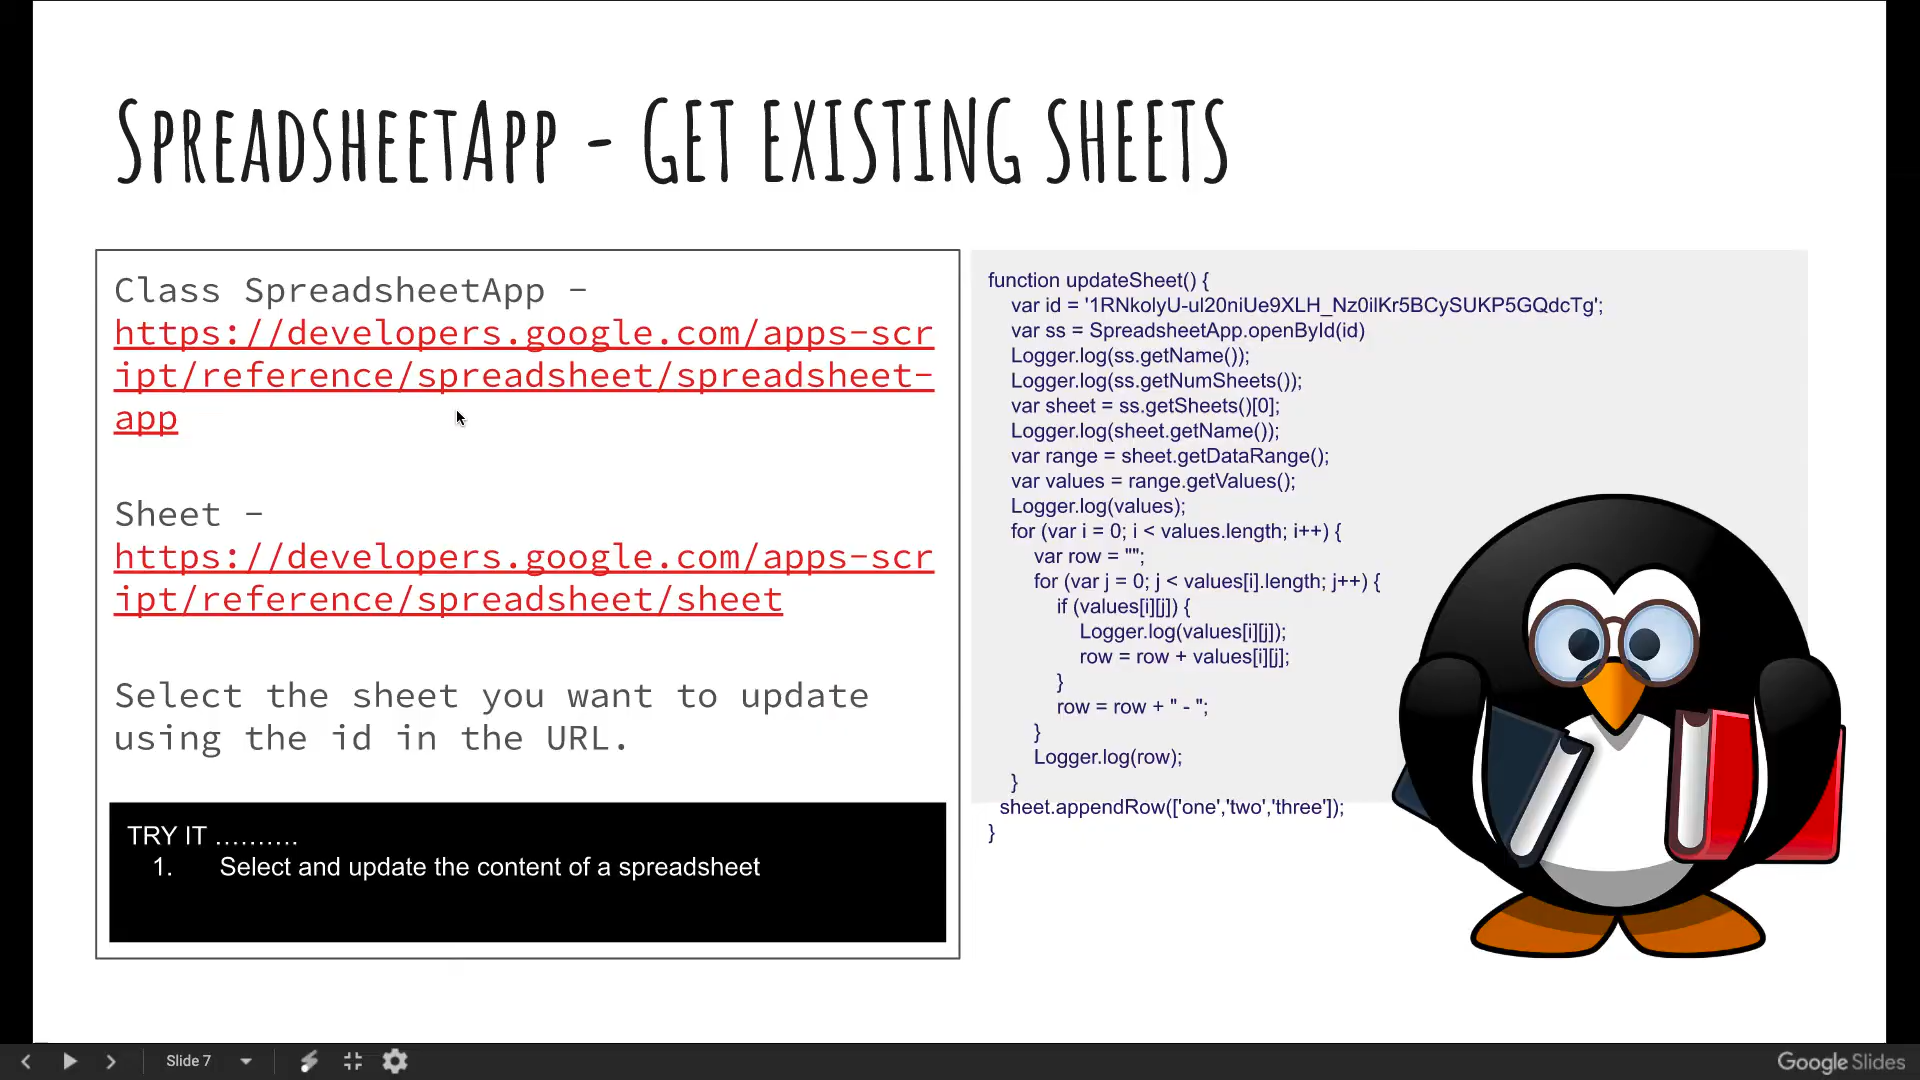 SpreadsheetApp - GET EXISTING SHEETS
Class SpreadsheetApp -
https://developers.google.com/apps-scr
ipt/reference/spreadsheet/spreadsheet-
app
Sheet -
https://developers.google.com/apps-scr
ipt/reference/spreadsheet/sheet
Select the sheet you want to update
using the id in the URL.
TRY IT ..........
1. Select and update the content of a spreadsheet
function updateSheet() {
var id = '1RNkolyU-ul20niUe9XLH_Nz0ilKr5BCySUKP5GQdcTg';
var ss = SpreadsheetApp.openById(id)
Logger.log(ss.getName());
Logger.log(ss.getNumSheets());
var sheet = ss.getSheets()[0];
Logger.log(sheet.getName());
var range = sheet.getDataRange();
var values = range.getValues();
Logger.log(values);
for (var i = 0; i < values.length; i++) {
var row = "";
for (var j = 0; j < values[i].length; j++) {
if (values[i][j]) {
Logger.log(values[i][j]);
row = row + values[i][j];
}
row = row + " - ";
}
Logger.log(row);
}
sheet.appendRow(['one','two','three']);
}
Slide 7
Google Slides